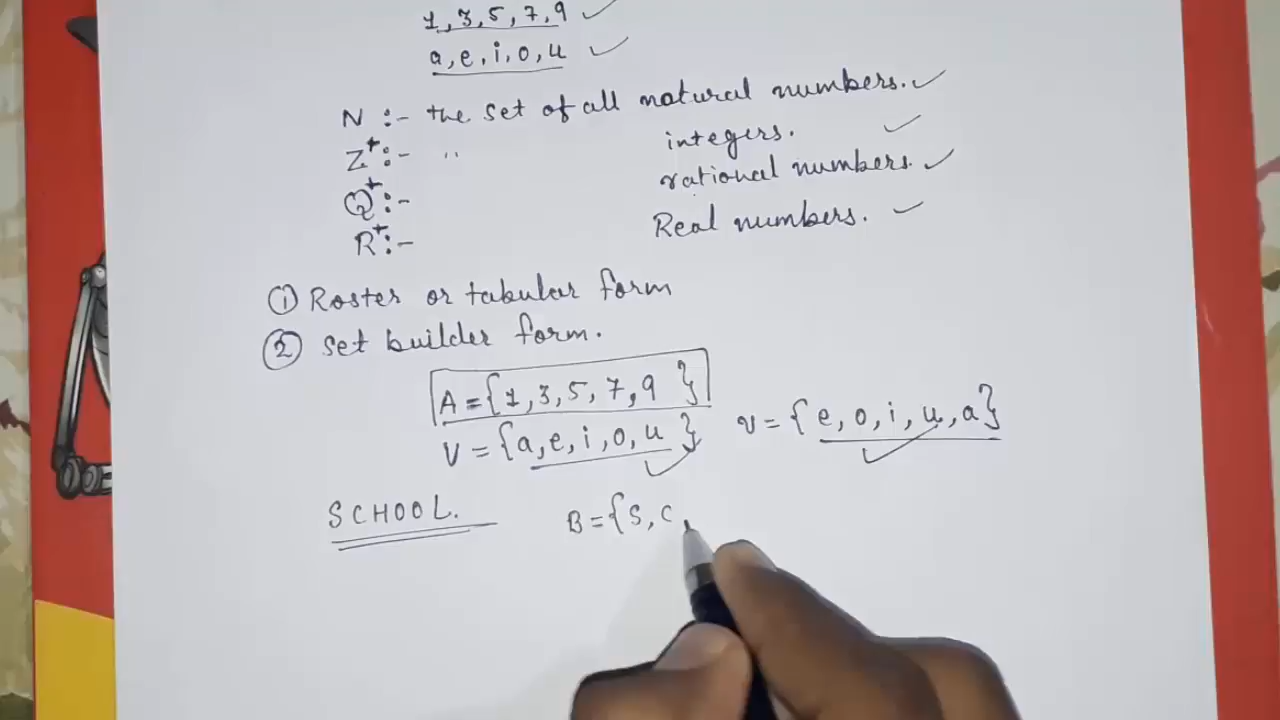 1, 3, 5, 7, 9
a, e, i, o, u
N :- the set of all natural numbers.
Z⁺:- " integers.
Q⁺:- rational numbers.
R⁺:- Real numbers.
① Roster or tabular form
② Set builder form.
A = {1, 3, 5, 7, 9 }
V = {a, e, i, o, u } V = { e, o, i, u, a}
SCHOOL. B = { S, C